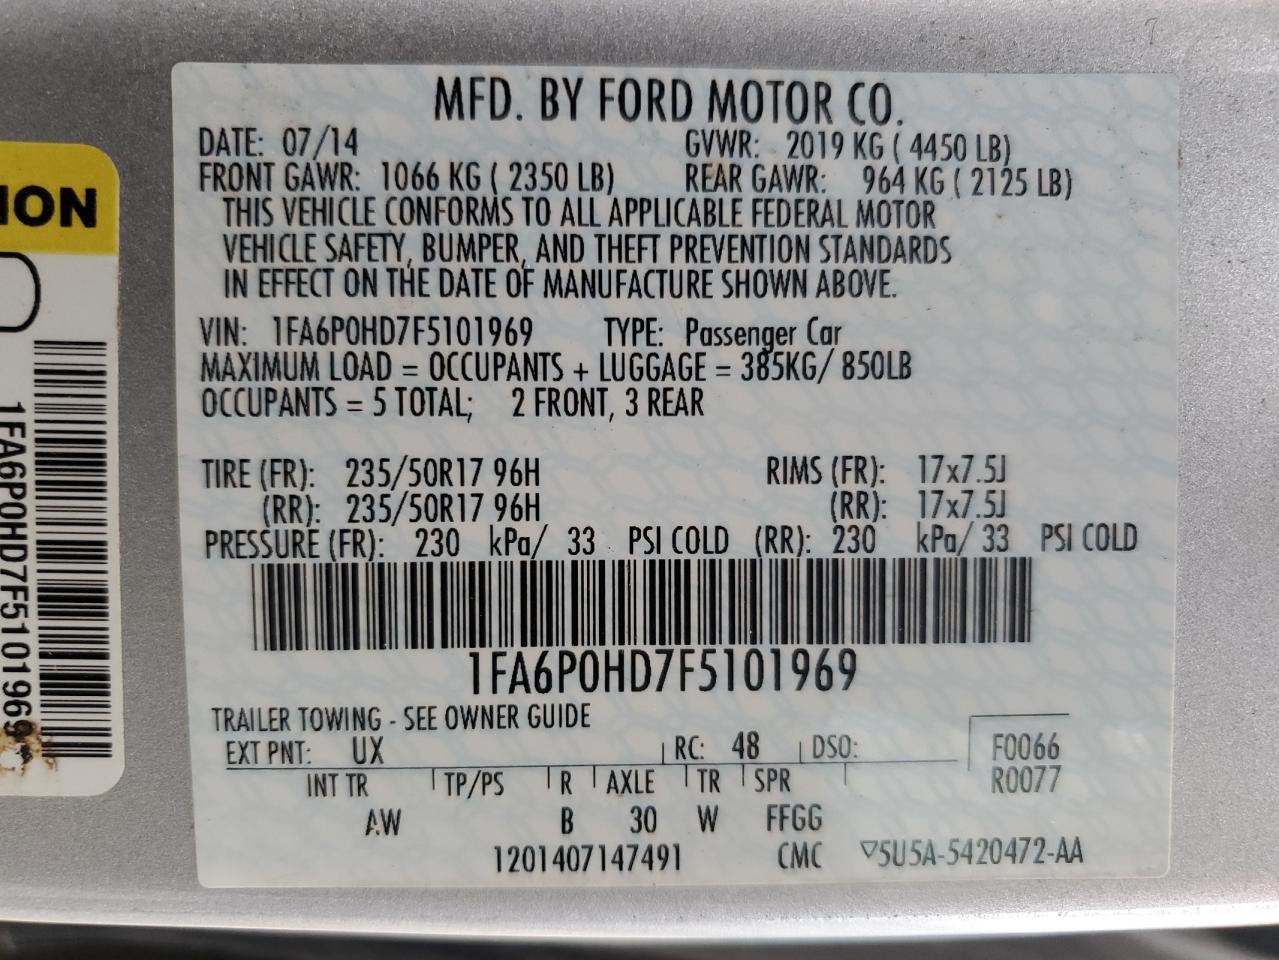 MFD. BY FORD MOTOR CO.
DATE: 07/14 GVWR: 2019 KG ( 4450 LB)
FRONT GAWR: 1066 KG ( 2350 LB) REAR GAWR: 964 KG ( 2125 LB)
THIS VEHICLE CONFORMS TO ALL APPLICABLE FEDERAL MOTOR
VEHICLE SAFETY, BUMPER, AND THEFT PREVENTION STANDARDS
IN EFFECT ON THE DATE OF MANUFACTURE SHOWN ABOVE.
VIN: 1FA6P0HD7F5101969 TYPE: Passenger Car
MAXIMUM LOAD = OCCUPANTS + LUGGAGE = 385KG/ 850LB
OCCUPANTS = 5 TOTAL; 2 FRONT, 3 REAR
TIRE (FR): 235/50R17 96H RIMS (FR): 17x7.5J
(RR): 235/50R17 96H (RR): 17x7.5J
PRESSURE (FR): 230 kPa/ 33 PSI COLD (RR): 230 kPa/ 33 PSI COLD
1FA6P0HD7F5101969
TRAILER TOWING - SEE OWNER GUIDE
EXT PNT: UX RC: 48 DSO: F0066
INT TR TP/PS R AXLE TR SPR R0077
AW B 30 W FFGG
1201407147491 CMC ▽5U5A-5420472-AA
ION
1FA6P0HD7F5101969